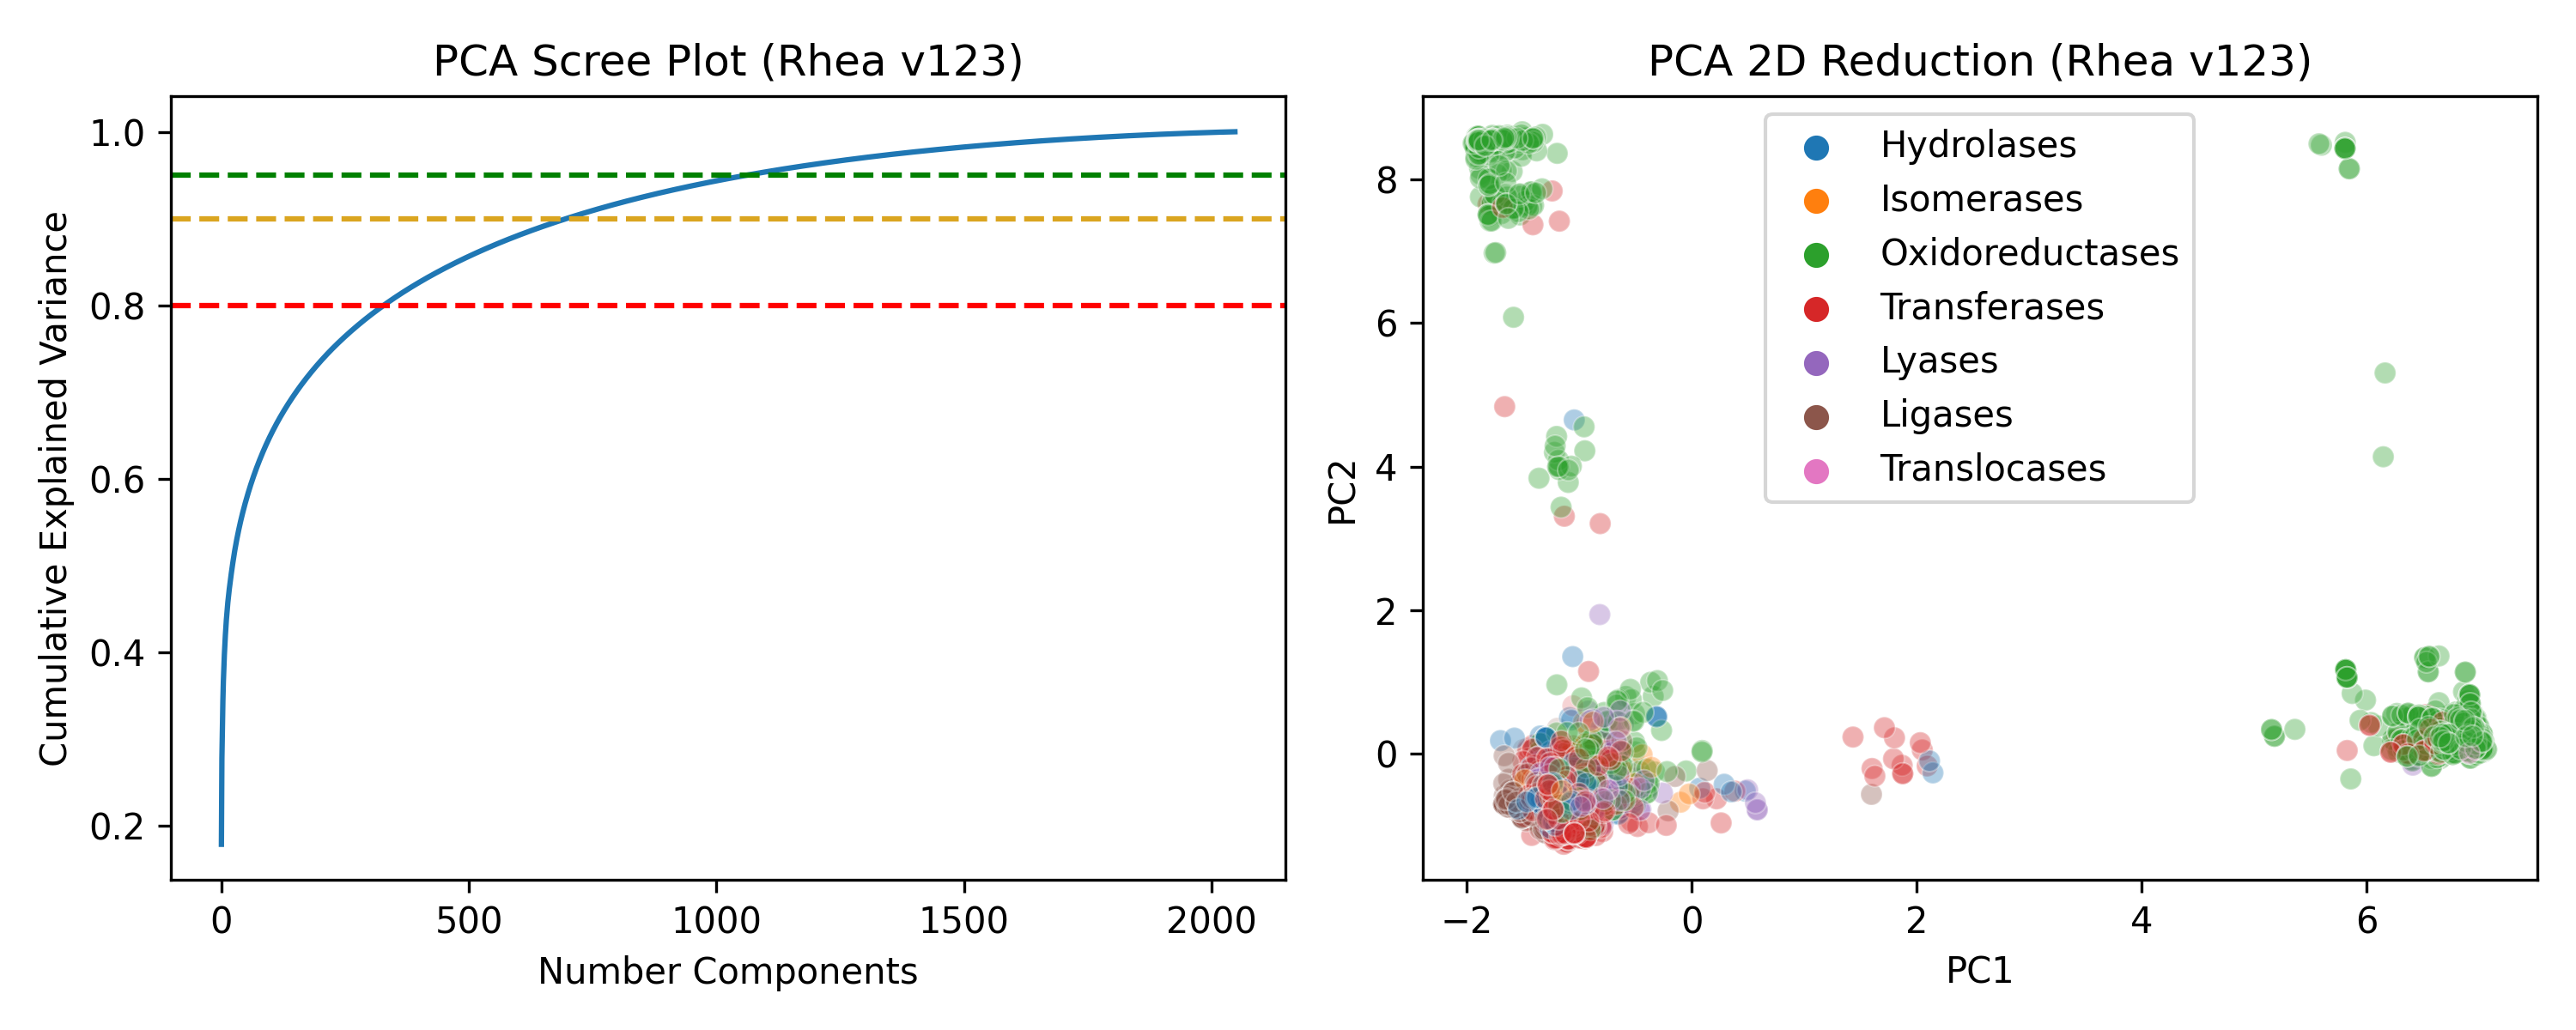 PCA Scree Plot (Rhea v123)
Cumulative Explained Variance
1.0
0.8
0.6
0.4
0.2
0
500
1000
1500
2000
Number Components
PCA 2D Reduction (Rhea v123)
PC2
8
6
4
2
0
Hydrolases
Isomerases
Oxidoreductases
Transferases
Lyases
Ligases
Translocases
−2
0
2
4
6
PC1